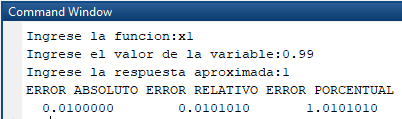 Command Window
Ingrese la funcion:x1
Ingrese el valor de la variable:0.99
Ingrese la respuesta aproximada:1
ERROR ABSOLUTO ERROR RELATIVO ERROR PORCENTUAL
0.0100000 0.0101010 1.0101010